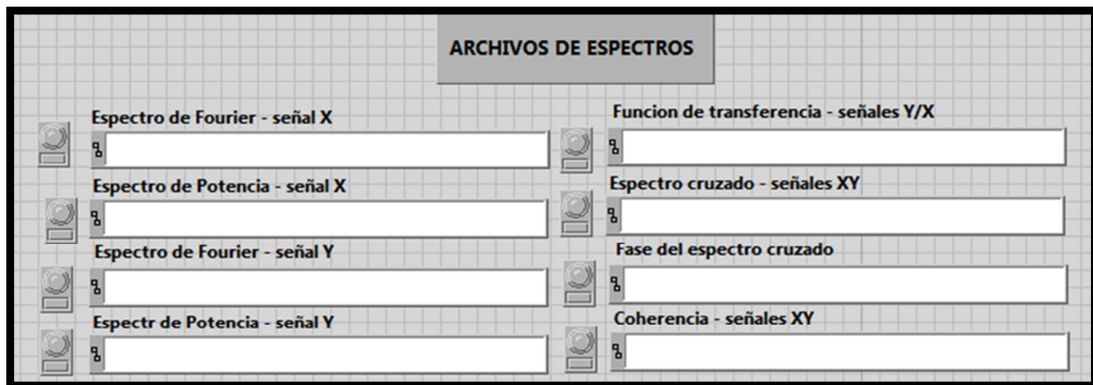 ARCHIVOS DE ESPECTROS
Espectro de Fourier - señal X
Espectro de Potencia - señal X
Espectro de Fourier - señal Y
Espectr de Potencia - señal Y
Funcion de transferencia - señales Y/X
Espectro cruzado - señales XY
Fase del espectro cruzado
Coherencia - señales XY